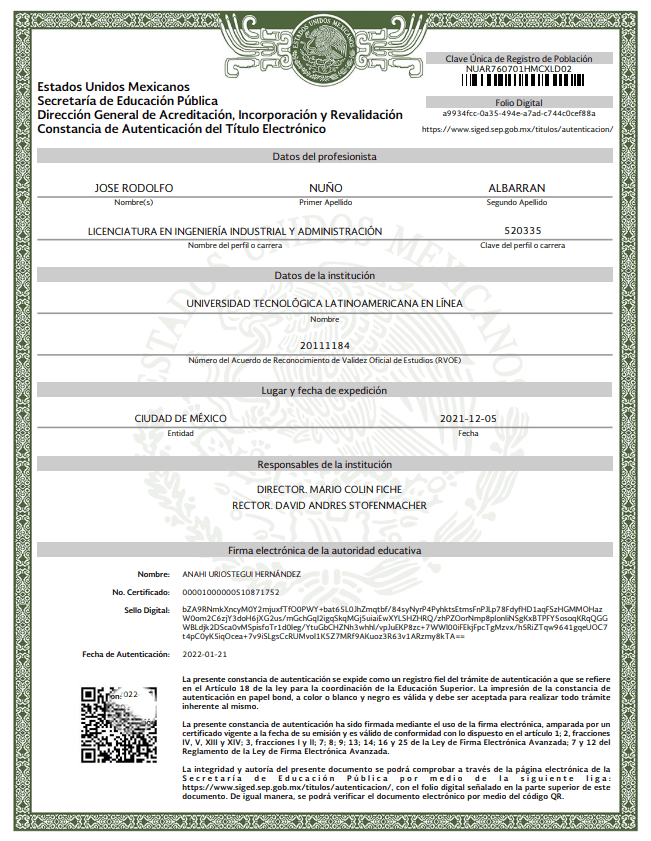 ESTADOS UNIDOS MEXICANOS
Clave Única de Registro de Población
NUAR760701HMCXLD02
Estados Unidos Mexicanos
Secretaría de Educación Pública
Dirección General de Acreditación, Incorporación y Revalidación
Constancia de Autenticación del Título Electrónico
Folio Digital
a9934fcc-0a35-494e-a7ad-c744c0cef88a
https://www.siged.sep.gob.mx/titulos/autenticacion/
Datos del profesionista
JOSE RODOLFO NUÑO ALBARRAN
Nombre(s) Primer Apellido Segundo Apellido
LICENCIATURA EN INGENIERÍA INDUSTRIAL Y ADMINISTRACIÓN 520335
Nombre del perfil o carrera Clave del perfil o carrera
Datos de la institución
UNIVERSIDAD TECNOLÓGICA LATINOAMERICANA EN LÍNEA
Nombre
20111184
Número del Acuerdo de Reconocimiento de Validez Oficial de Estudios (RVOE)
Lugar y fecha de expedición
CIUDAD DE MÉXICO 2021-12-05
Entidad Fecha
Responsables de la institución
DIRECTOR. MARIO COLIN FICHE
RECTOR. DAVID ANDRES STOFENMACHER
Firma electrónica de la autoridad educativa
Nombre: ANAHI URIOSTEGUI HERNÁNDEZ
No. Certificado: 00001000000510871752
Sello Digital:
Fecha de Autenticación: 2022-01-21
La presente constancia de autenticación se expide como un registro fiel del trámite de autenticación a que se refiere
en el Artículo 18 de la ley para la coordinación de la Educación Superior. La impresión de la constancia de
autenticación en papel bond, a color o blanco y negro es válida y debe ser aceptada para realizar todo trámite
inherente al mismo.
La presente constancia de autenticación ha sido firmada mediante el uso de la firma electrónica, amparada por un
certificado vigente a la fecha de su emisión y es válido de conformidad con lo dispuesto en el artículo 1; 2, fracciones
IV, V, XIII y XIV; 3, fracciones I y II; 7; 8; 9; 13; 14; 16 y 25 de la Ley de Firma Electrónica Avanzada; 7 y 12 del
Reglamento de la Ley de Firma Electrónica Avanzada.
La integridad y autoría del presente documento se podrá comprobar a través de la página electrónica de la
Secretaría de Educación Pública por medio de la siguiente liga:
https://www.siged.sep.gob.mx/titulos/autenticacion/, con el folio digital señalado en la parte superior de este
documento. De igual manera, se podrá verificar el documento electrónico por medio del código QR.